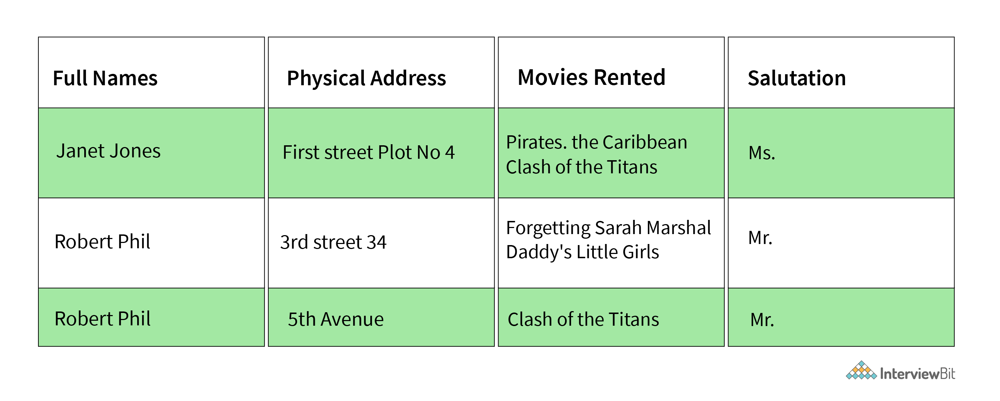 Full Names Physical Address Movies Rented Salutation
Janet Jones First street Plot No 4 Pirates. the Caribbean Ms.
Clash of the Titans
Robert Phil 3rd street 34 Forgetting Sarah Marshal Mr.
Daddy's Little Girls
Robert Phil 5th Avenue Clash of the Titans Mr.
InterviewBit